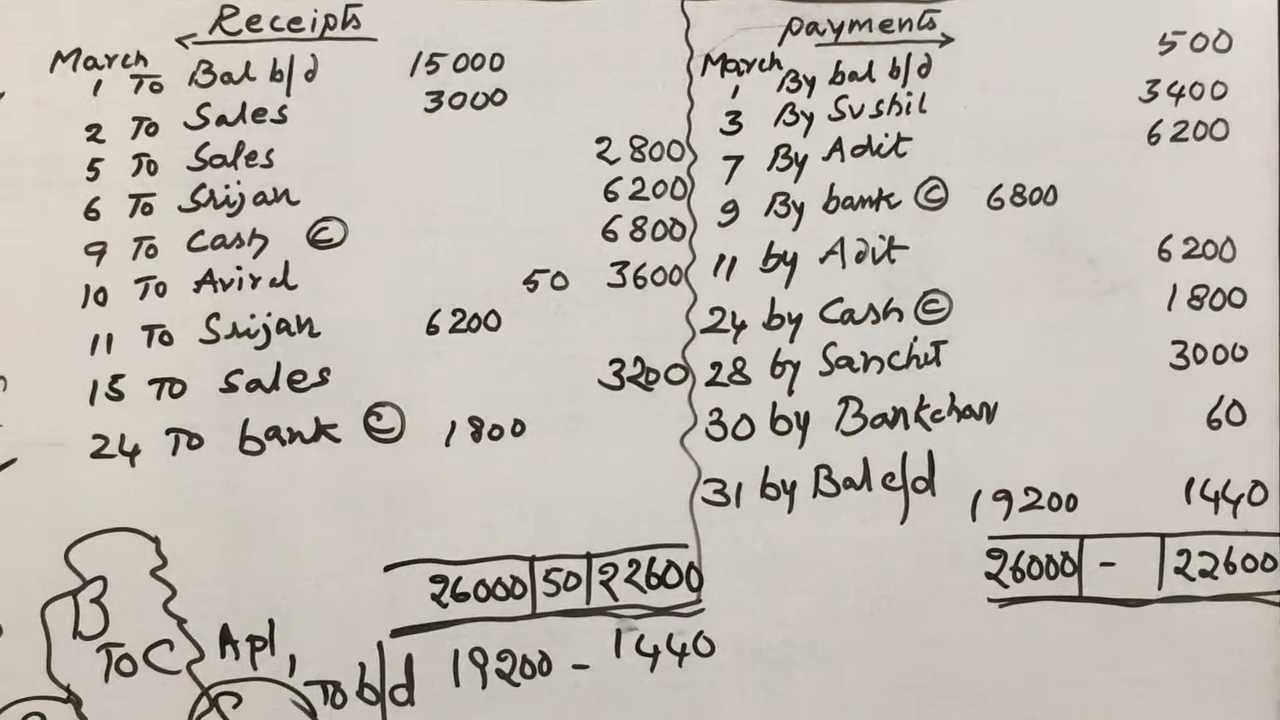 Receipts
March
1 To Bal b/d 15000
2 To Sales 3000
5 To Sales 2800
6 To Srijan 6200
9 To Cash © 6800
10 To Aviral 50 3600
11 To Srijan 6200
15 To Sales 3200
24 To bank © 1800
26000 50 22600
Apl, To b/d 19200 - 1440
B
To C
payments
March
1 By bal b/d 500
3 By Sushil 3400
7 By Adit 6200
9 By bank © 6800
11 by Adit 6200
24 by Cash © 1800
28 by Sanchit 3000
30 by Bankchar 60
31 by Bal c/d 19200 1440
26000 - 22600